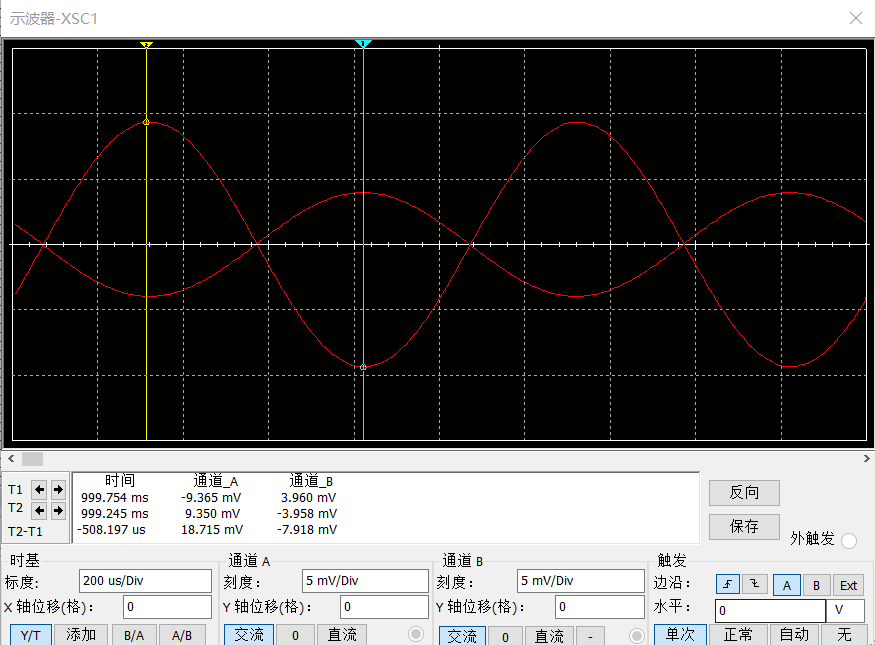 示波器-XSC1
2 1
时间 通道_A 通道_B
T1 999.754 ms -9.365 mV 3.960 mV
T2 999.245 ms 9.350 mV -3.958 mV
T2-T1 -508.197 us 18.715 mV -7.918 mV
反向
保存
外触发
时基 通道 A 通道 B 触发
标度: 200 us/Div 刻度: 5 mV/Div 刻度: 5 mV/Div 边沿: A B Ext
X 轴位移(格): 0 Y 轴位移(格): 0 Y 轴位移(格): 0 水平: 0 V
Y/T 添加 B/A A/B 交流 0 直流 交流 0 直流 - 单次 正常 自动 无